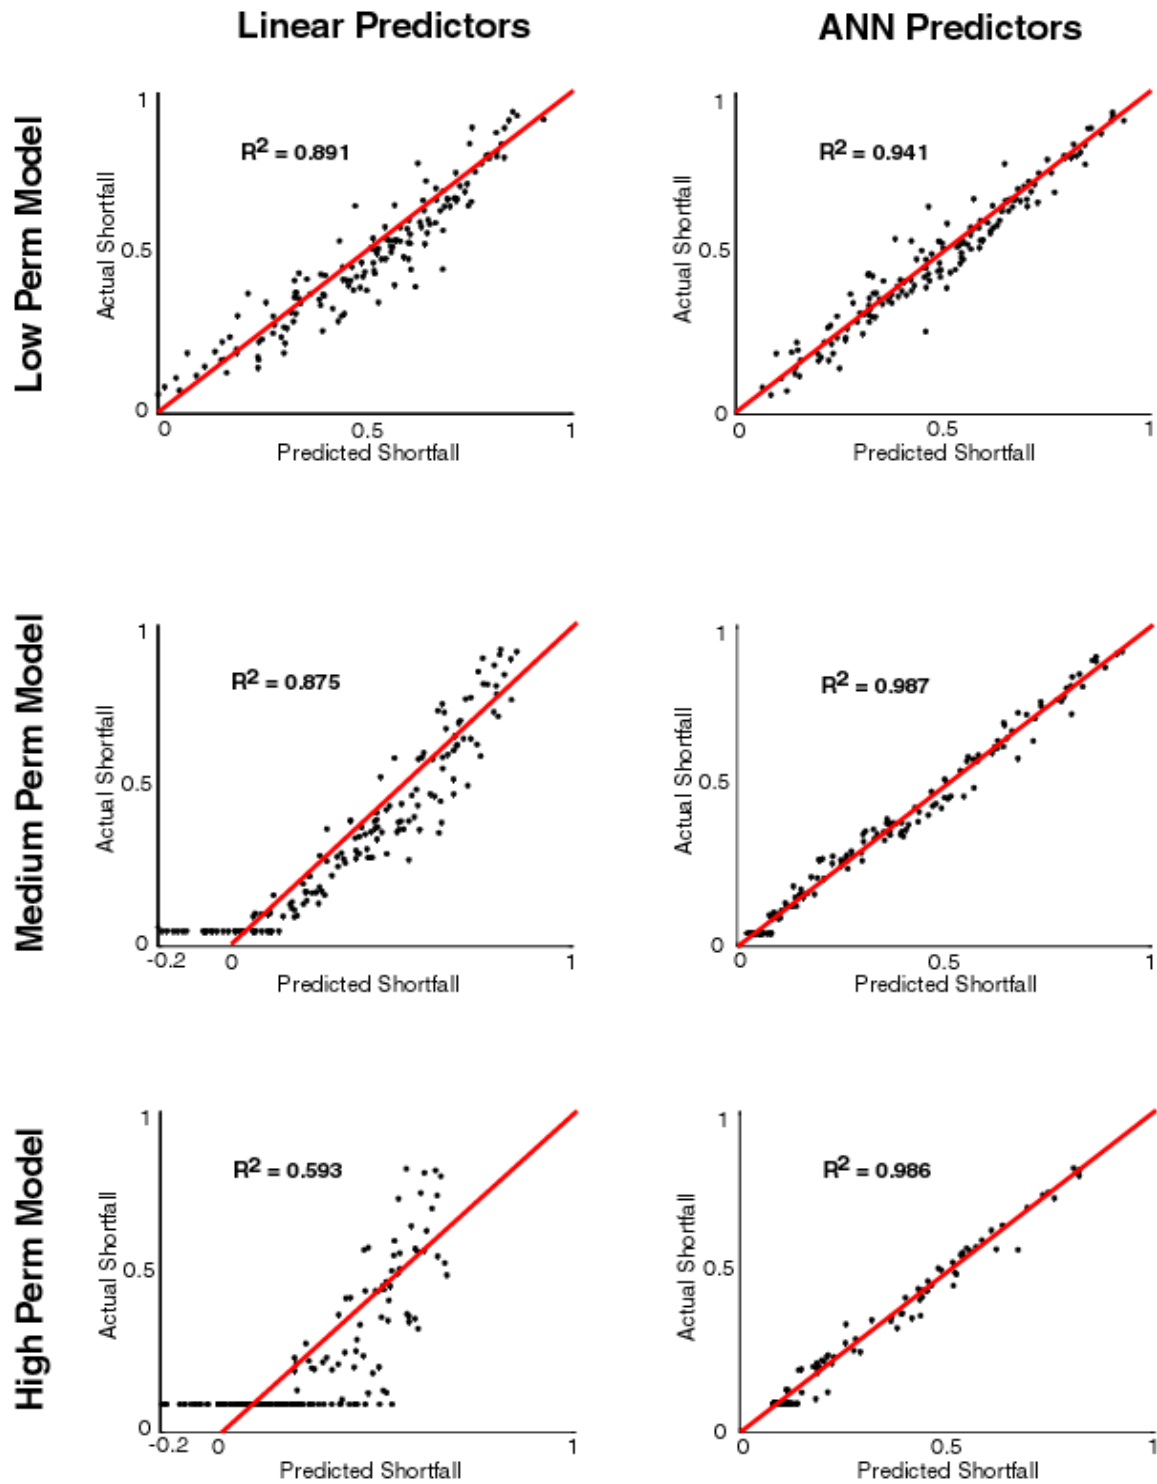 Linear Predictors
ANN Predictors
Low Perm Model
1
R² = 0.891
Actual Shortfall
0.5
0
0
0.5
1
Predicted Shortfall
1
R² = 0.941
Actual Shortfall
0.5
0
0
0.5
1
Predicted Shortfall
Medium Perm Model
1
R² = 0.875
Actual Shortfall
0.5
0
-0.2
0
1
Predicted Shortfall
1
R² = 0.987
Actual Shortfall
0.5
0
0
0.5
1
Predicted Shortfall
High Perm Model
1
R² = 0.593
Actual Shortfall
0.5
0
-0.2
0
1
Predicted Shortfall
1
R² = 0.986
Actual Shortfall
0.5
0
0
0.5
1
Predicted Shortfall